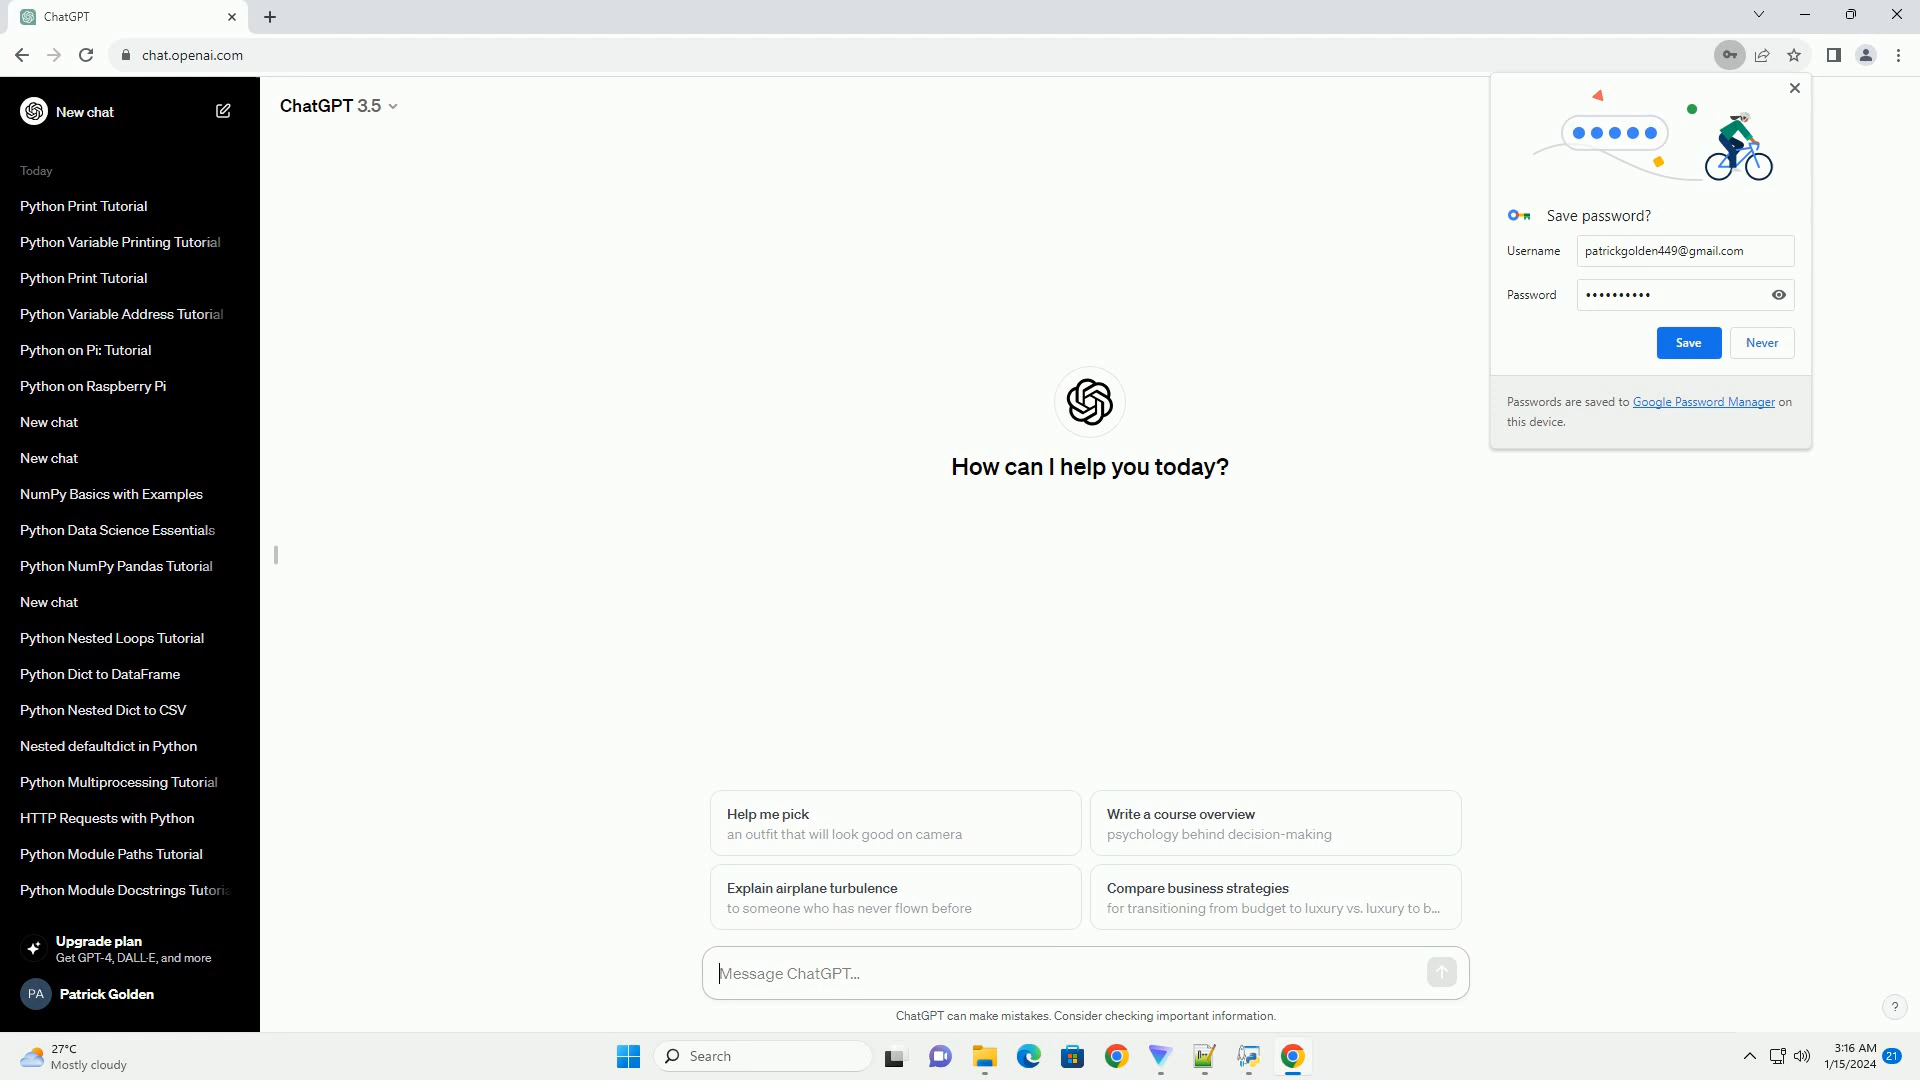 ChatGPT
chat.openai.com
New chat
Today
Python Print Tutorial
Python Variable Printing Tutorial
Python Print Tutorial
Python Variable Address Tutorial
Python on Pi: Tutorial
Python on Raspberry Pi
New chat
New chat
NumPy Basics with Examples
Python Data Science Essentials
Python NumPy Pandas Tutorial
New chat
Python Nested Loops Tutorial
Python Dict to DataFrame
Python Nested Dict to CSV
Nested defaultdict in Python
Python Multiprocessing Tutorial
HTTP Requests with Python
Python Module Paths Tutorial
Python Module Docstrings Tutoria
Upgrade plan
Get GPT-4, DALL·E, and more
PA Patrick Golden
ChatGPT 3.5
How can I help you today?
Help me pick
an outfit that will look good on camera
Write a course overview
psychology behind decision-making
Explain airplane turbulence
to someone who has never flown before
Compare business strategies
for transitioning from budget to luxury vs. luxury to b...
Message ChatGPT...
ChatGPT can make mistakes. Consider checking important information.
?
Save password?
Username patrickgolden449@gmail.com
Password ••••••••••
Save Never
Passwords are saved to Google Password Manager on
this device.
27°C
Mostly cloudy
Search
3:16 AM
1/15/2024
21